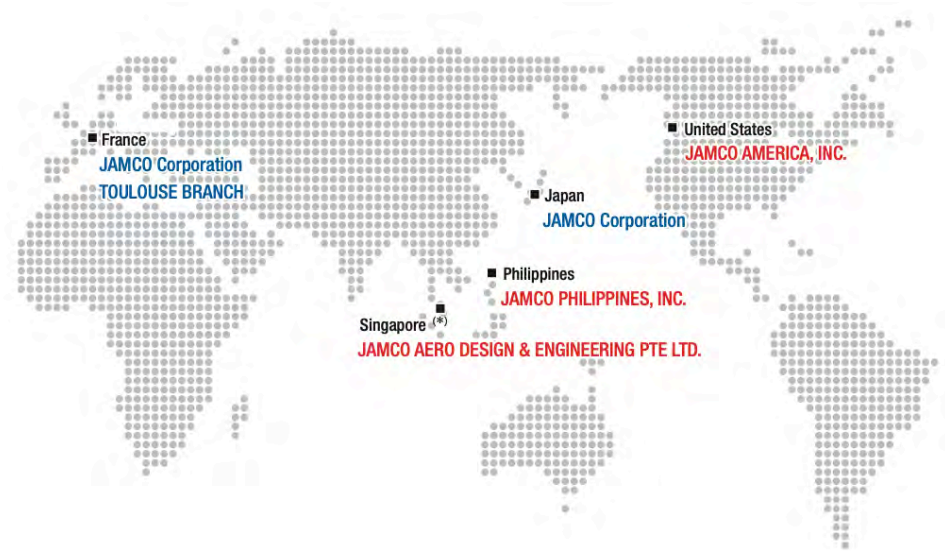 France
JAMCO Corporation
TOULOUSE BRANCH
United States
JAMCO AMERICA, INC.
Japan
JAMCO Corporation
Philippines
JAMCO PHILIPPINES, INC.
Singapore (*)
JAMCO AERO DESIGN & ENGINEERING PTE LTD.